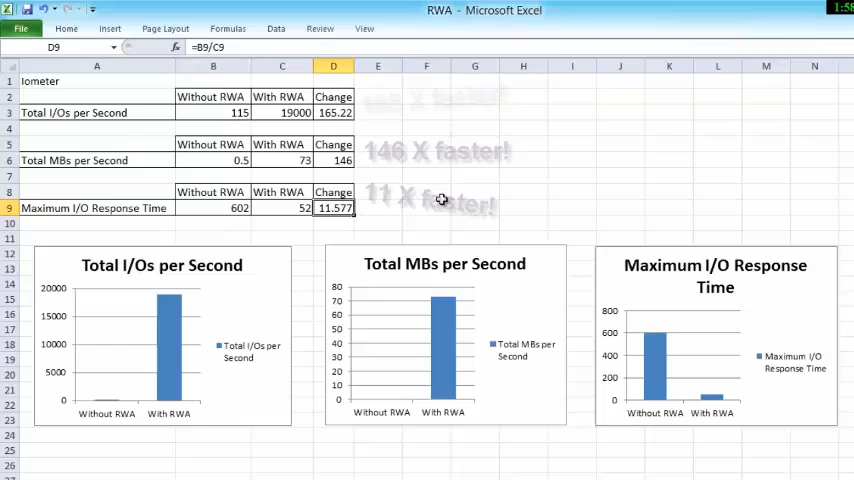 RWA - Microsoft Excel
1:58
File Home Insert Page Layout Formulas Data Review View
D9 fx =B9/C9
A B C D E F G H I J K L M N
1 Iometer
2 Without RWA With RWA Change
3 Total I/Os per Second 115 19000 165.22
165 X faster!
4
5 Without RWA With RWA Change
6 Total MBs per Second 0.5 73 146
146 X faster!
7
8 Without RWA With RWA Change
9 Maximum I/O Response Time 602 52 11.577
11 X faster!
10
11
12
13
14
15
16
17
18
19
20
21
22
23
24
25
26
Total I/Os per Second
20000
15000
10000
5000
0
Without RWA With RWA
Total I/Os per
Second
Total MBs per Second
80
70
60
50
40
30
20
10
0
Without RWA With RWA
Total MBs per
Second
Maximum I/O Response
Time
800
600
400
200
0
Without RWA With RWA
Maximum I/O
Response Time